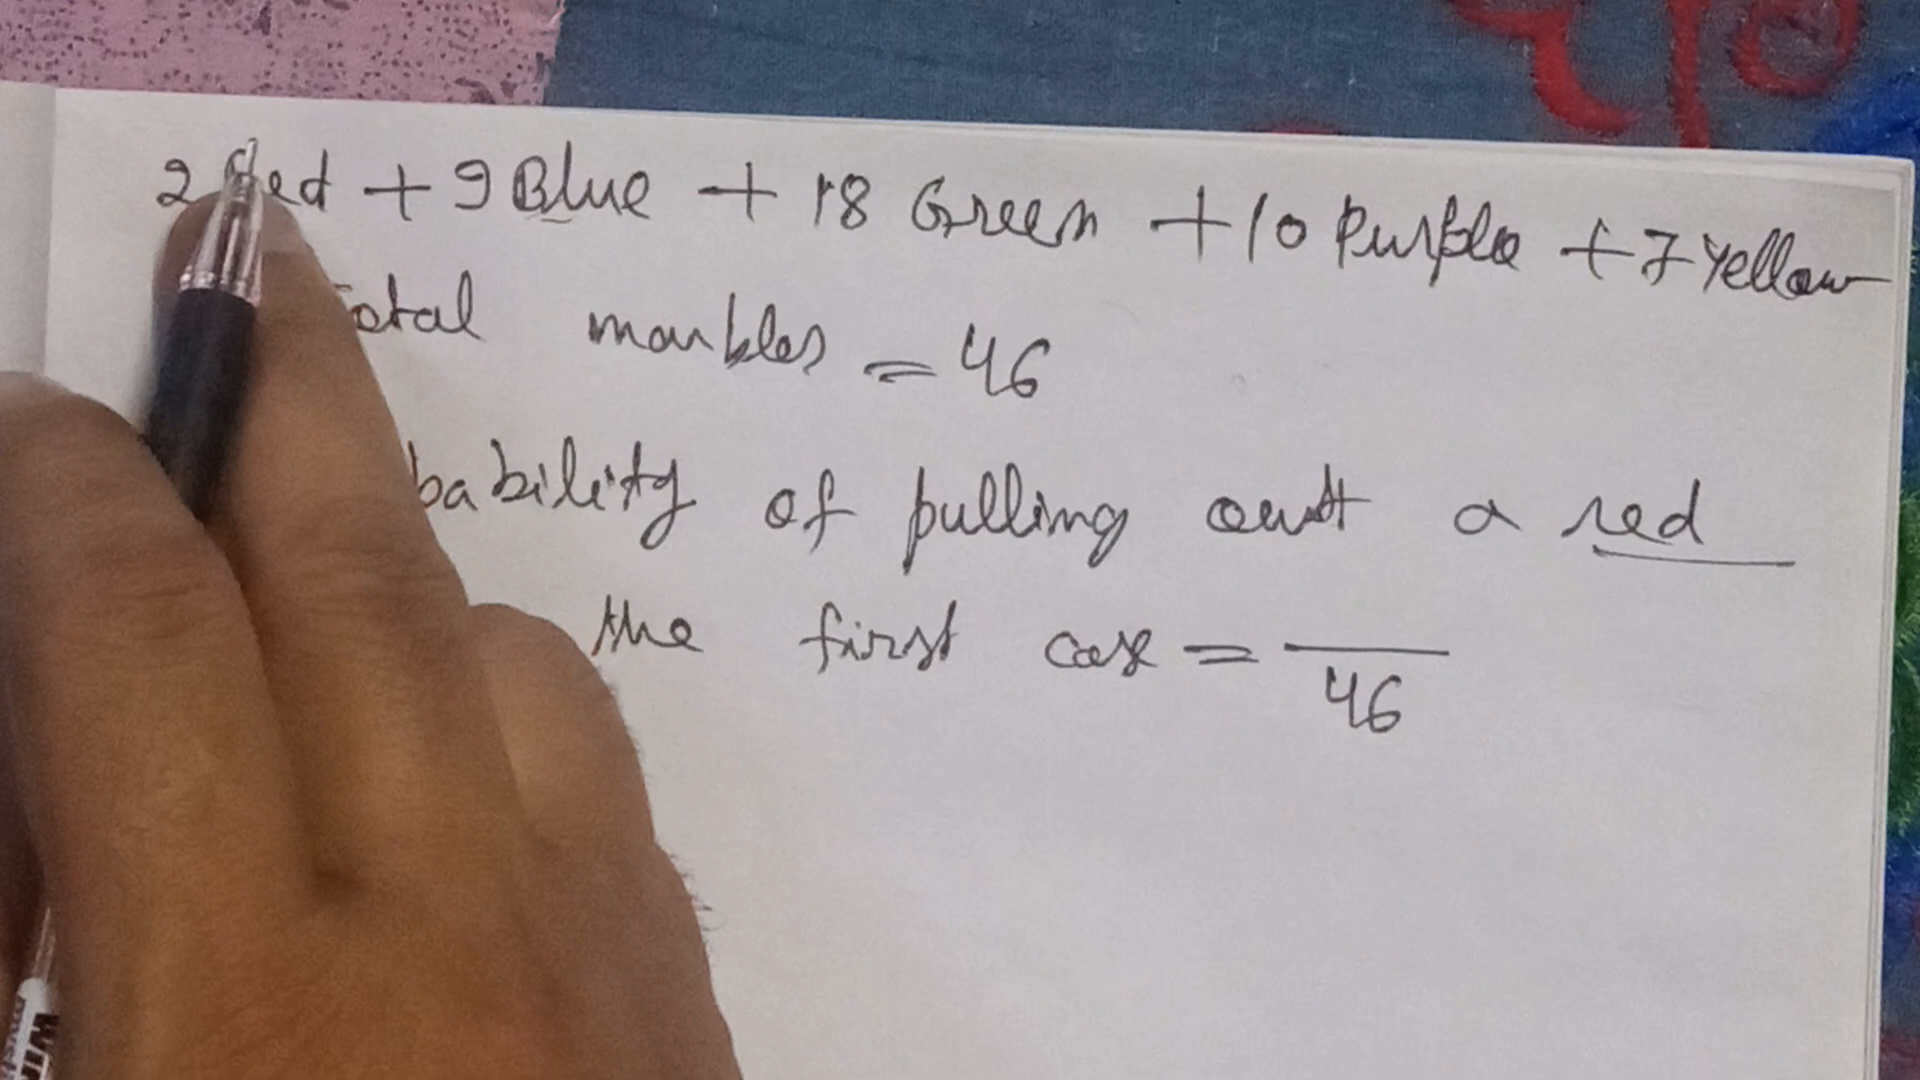 2 Red + 9 Blue + 18 Green + 10 Purple + 7 Yellow
otal marbles = 46
bability of pulling out a red
the first case = 
46